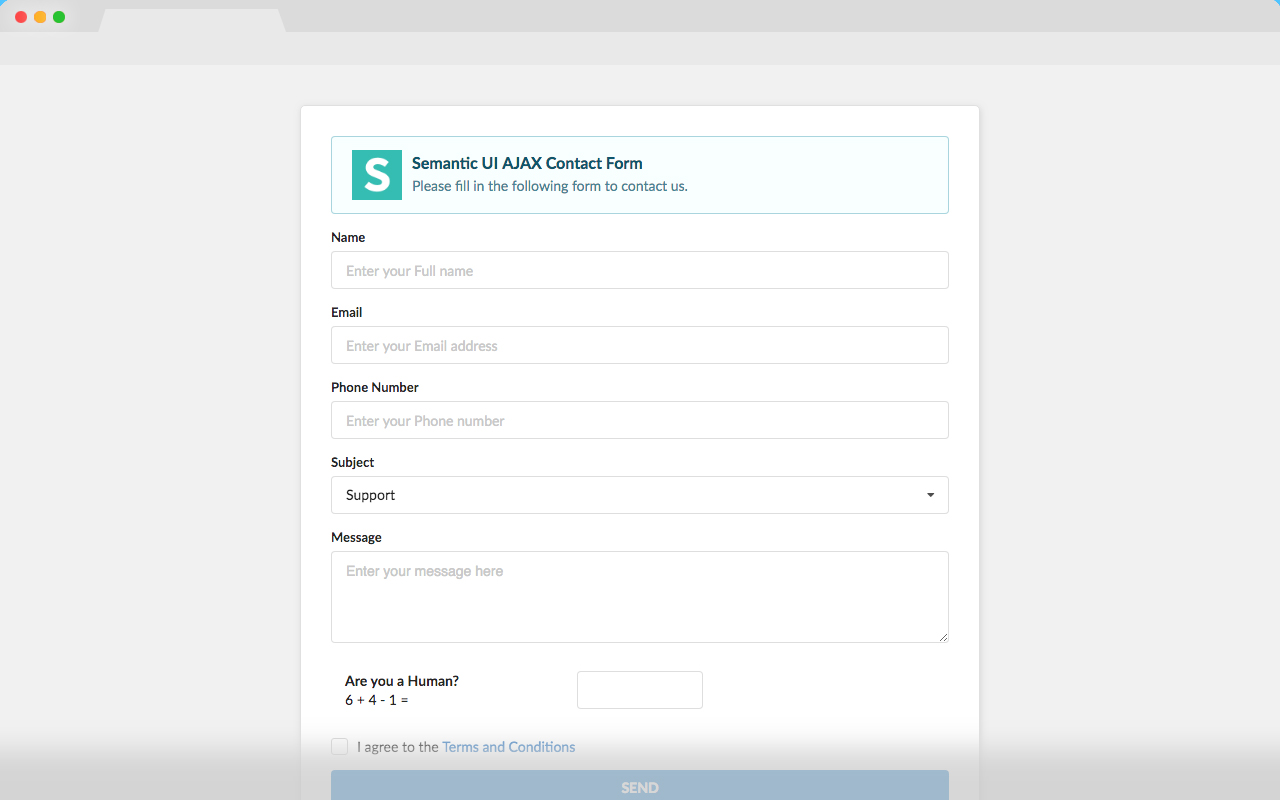 S
Semantic UI AJAX Contact Form
Please fill in the following form to contact us.
Name
Enter your Full name
Email
Enter your Email address
Phone Number
Enter your Phone number
Subject
Support
Message
Enter your message here
Are you a Human?
6 + 4 - 1 =
I agree to the Terms and Conditions
SEND